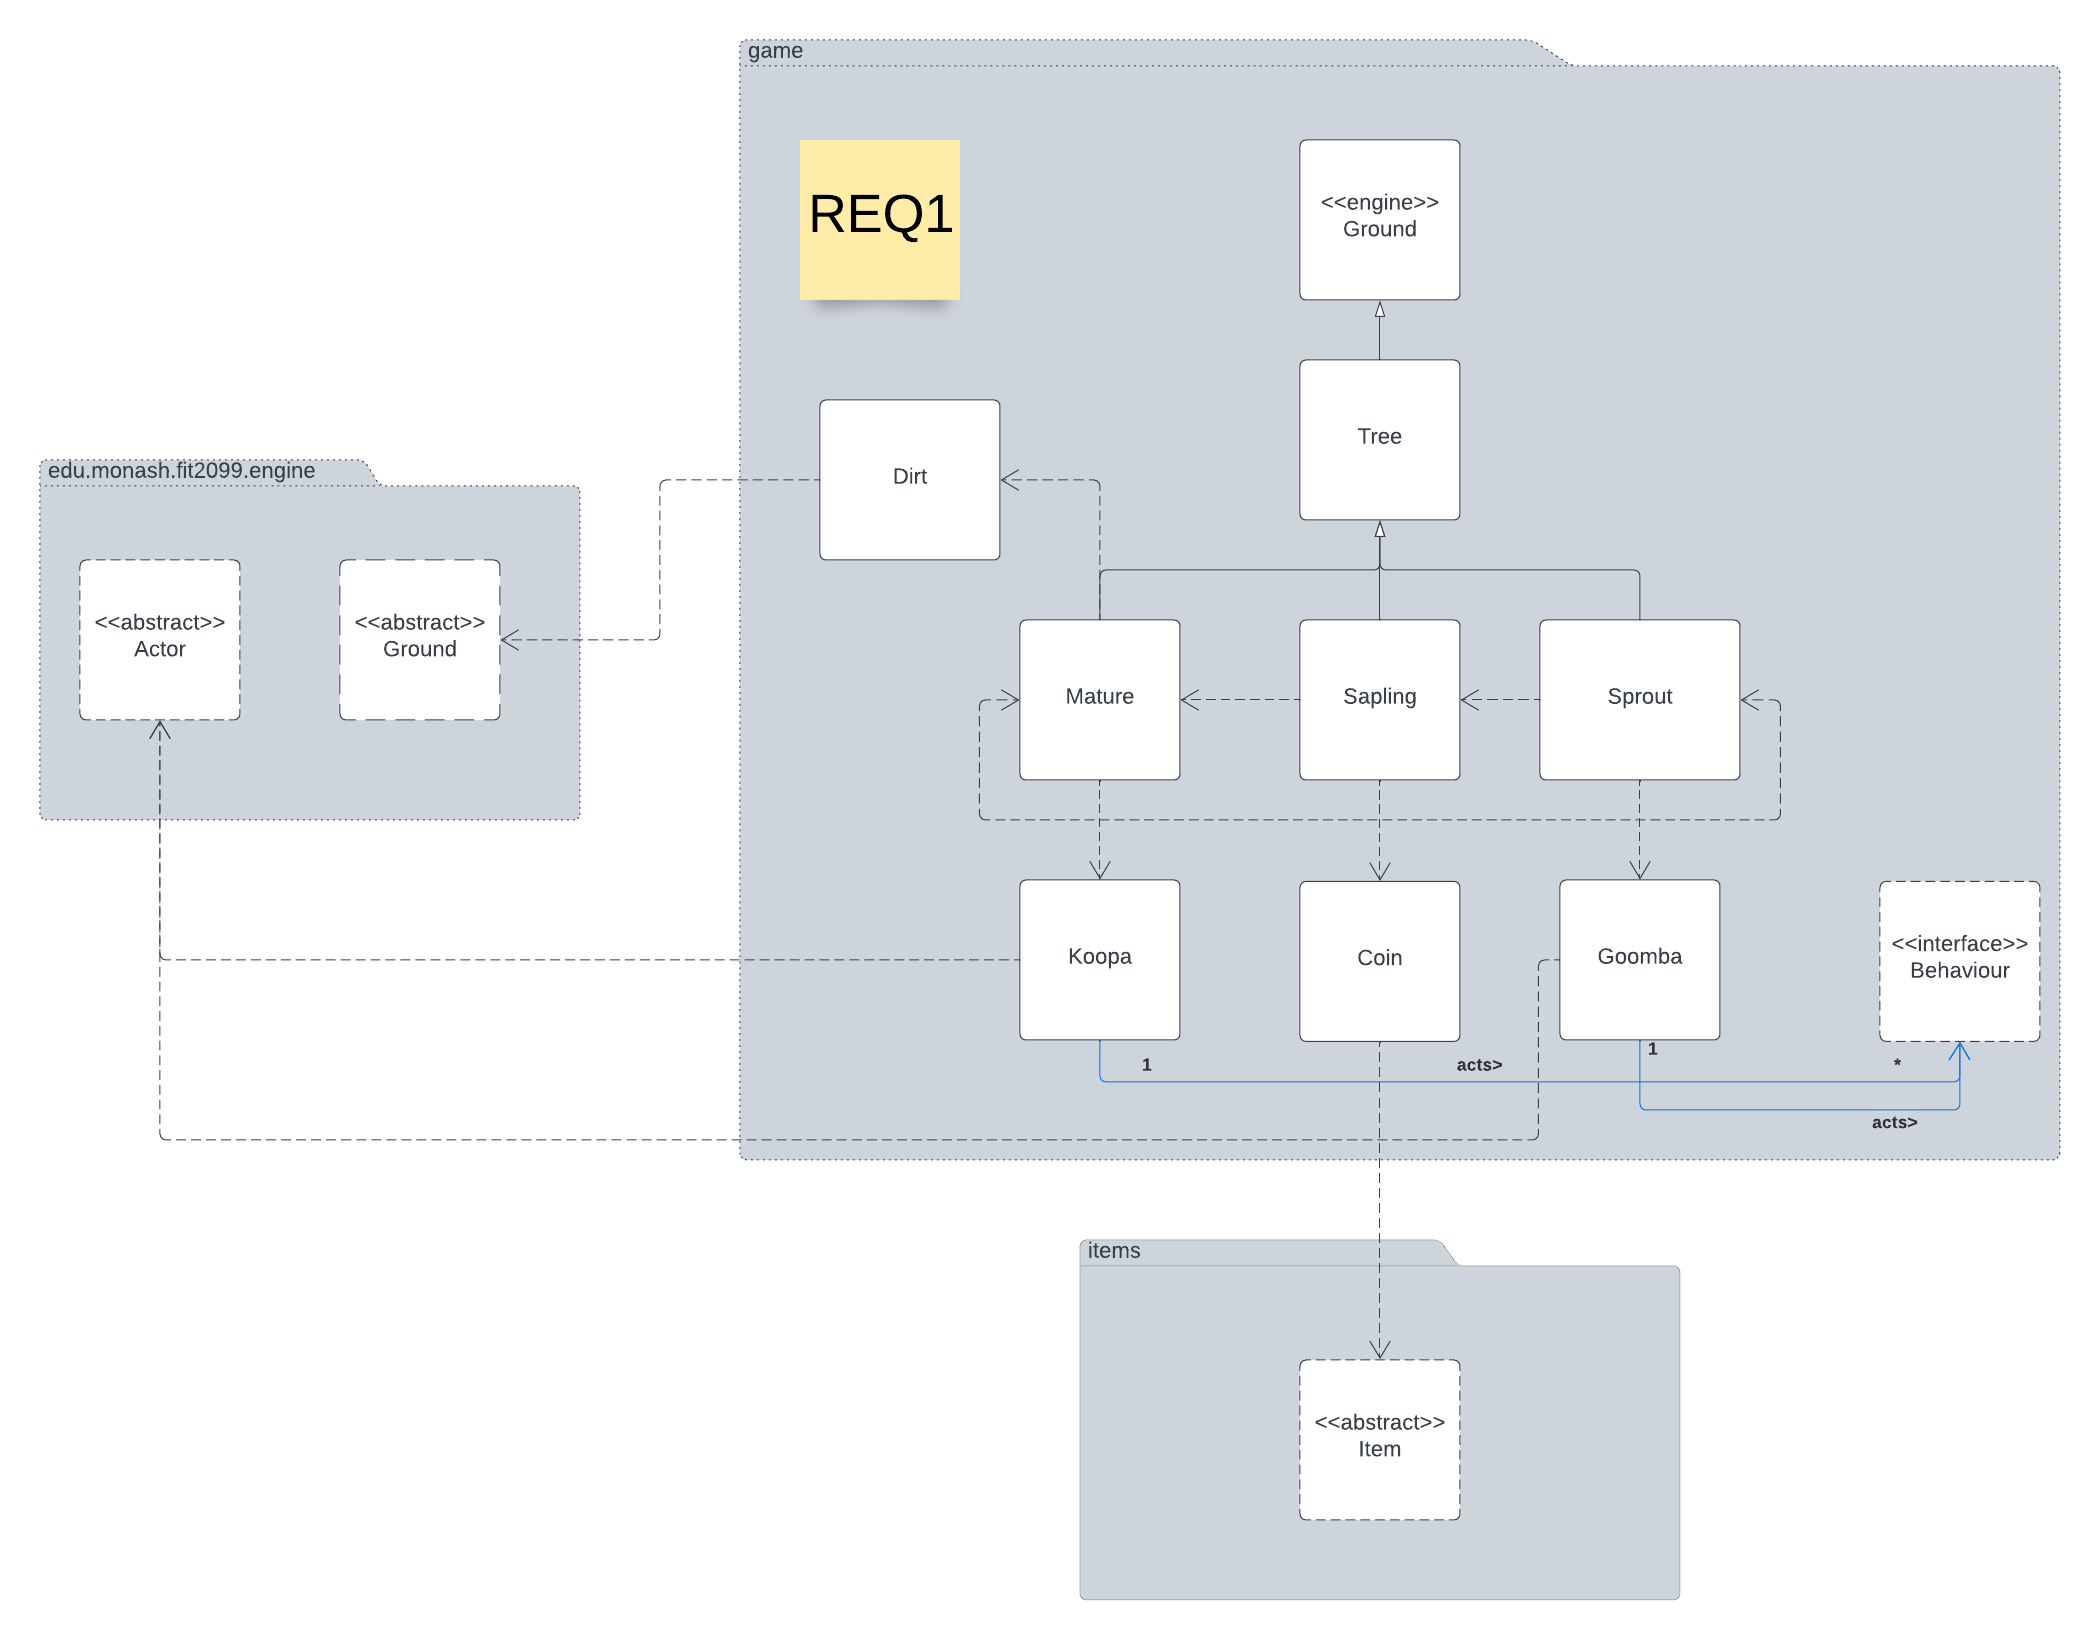 game
REQ1
<<engine>>
Ground
Tree
Dirt
edu.monash.fit2099.engine
<<abstract>>
Actor
<<abstract>>
Ground
Mature
Sapling
Sprout
Koopa
Coin
Goomba
<<interface>>
Behaviour
1
acts>
1
*
acts>
items
<<abstract>>
Item